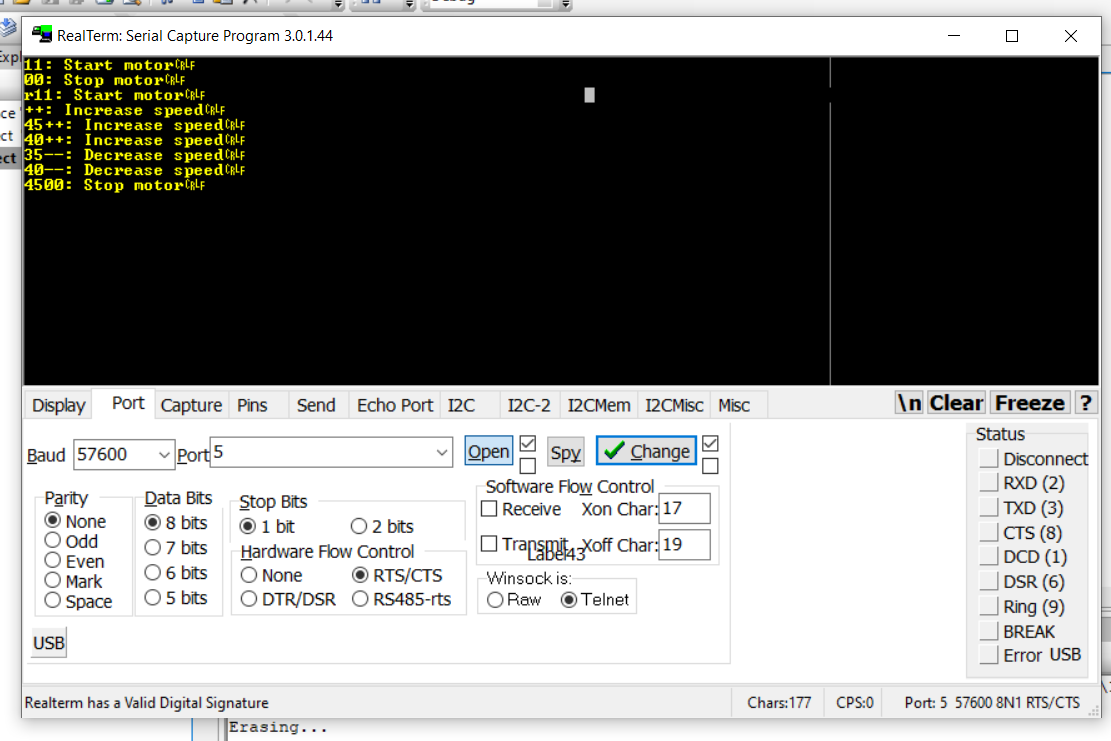 RealTerm: Serial Capture Program 3.0.1.44
11: Start motorCRLF
00: Stop motorCRLF
r11: Start motorCRLF
++: Increase speedCRLF
45++: Increase speedCRLF
40++: Increase speedCRLF
35--: Decrease speedCRLF
40--: Decrease speedCRLF
4500: Stop motorCRLF
Display Port Capture Pins Send Echo Port I2C I2C-2 I2CMem I2CMisc Misc \n Clear Freeze ?
Baud 57600 Port 5 Open Spy Change
Parity
None
Odd
Even
Mark
Space
Data Bits
8 bits
7 bits
6 bits
5 bits
Stop Bits
1 bit 2 bits
Hardware Flow Control
None RTS/CTS
DTR/DSR RS485-rts
Software Flow Control
Receive Xon Char: 17
Transmit Xoff Char: 19
Label43
Winsock is:
Raw Telnet
Status
Disconnect
RXD (2)
TXD (3)
CTS (8)
DCD (1)
DSR (6)
Ring (9)
BREAK
Error USB
USB
Realterm has a Valid Digital Signature Chars:177 CPS:0 Port: 5 57600 8N1 RTS/CTS
Erasing...